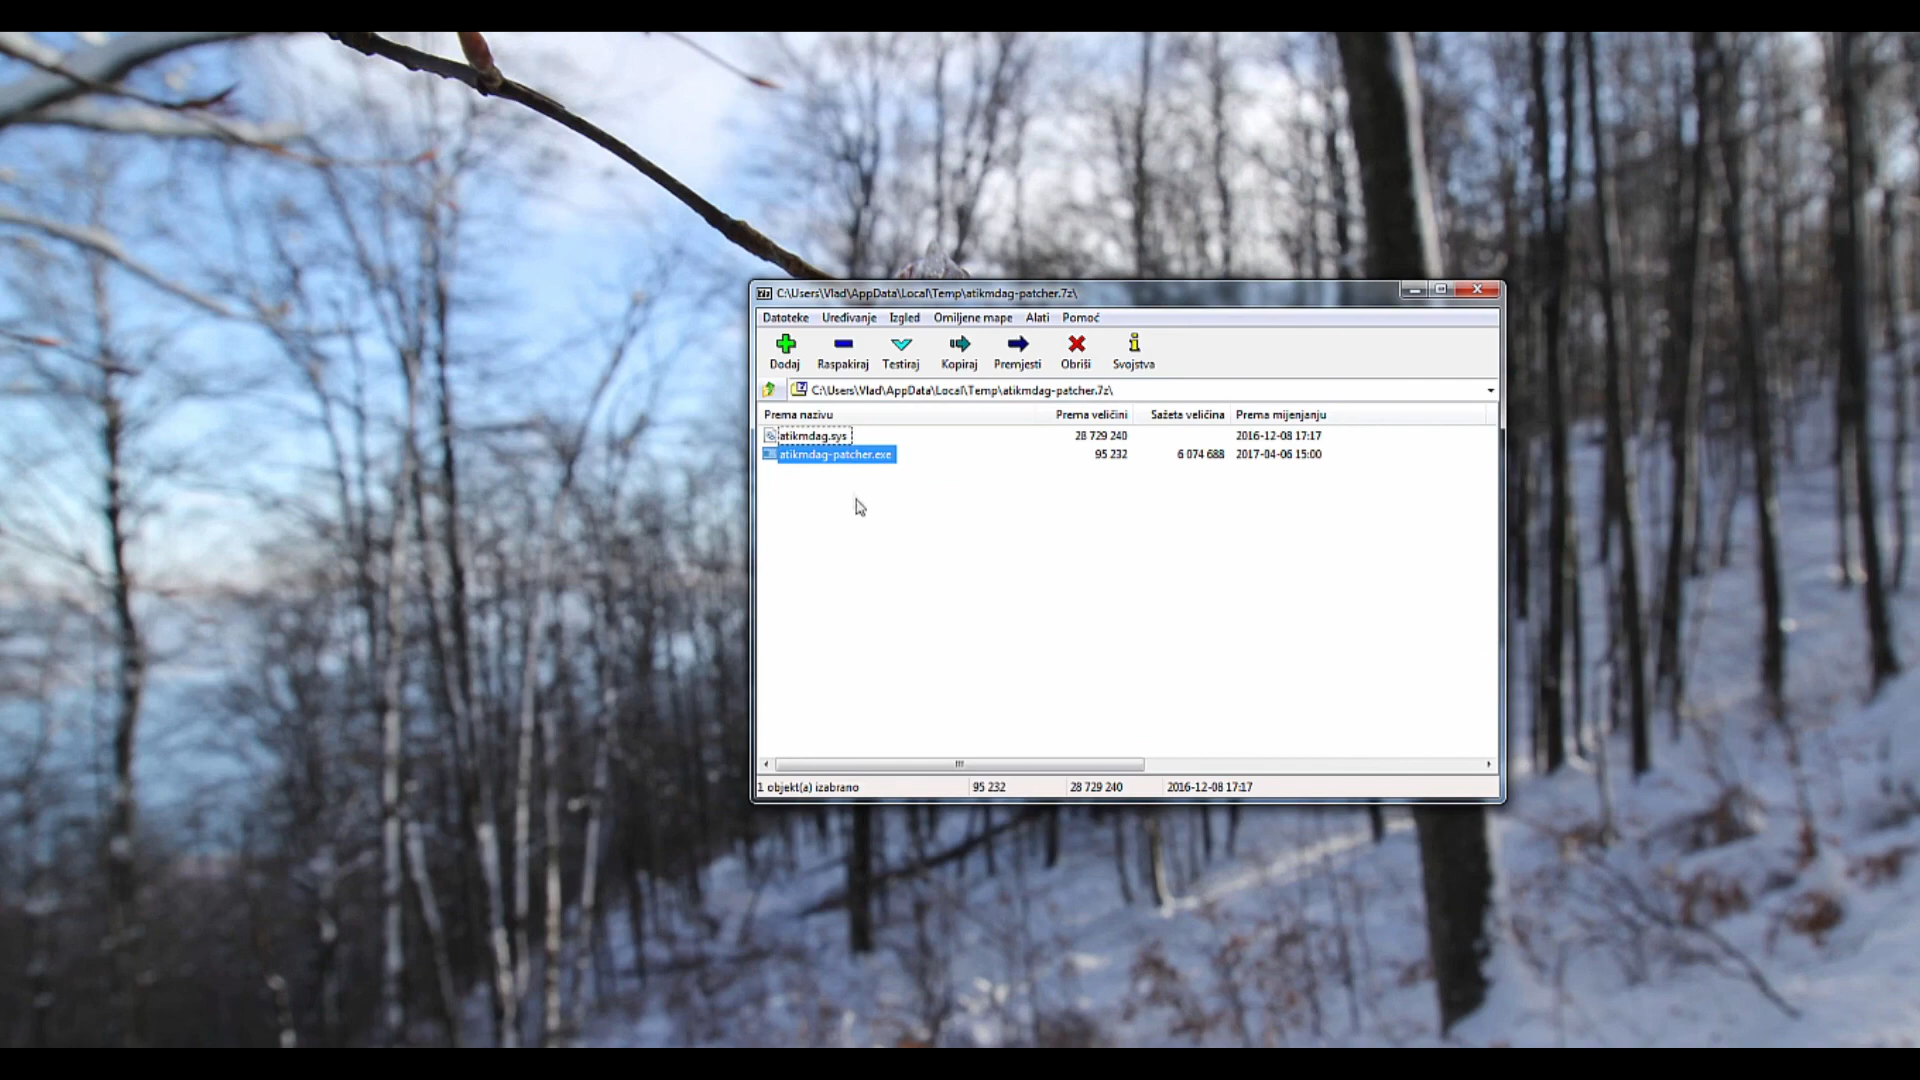 C:\Users\Vlad\AppData\Local\Temp\atikmdag-patcher.7z\
Datoteke Uređivanje Izgled Omiljene mape Alati Pomoć
Dodaj Raspakiraj Testiraj Kopiraj Premjesti Obriši Svojstva
C:\Users\Vlad\AppData\Local\Temp\atikmdag-patcher.7z\
Prema nazivu Prema veličini Sažeta veličina Prema mijenjanju
atikmdag.sys 28 729 240 2016-12-08 17:17
atikmdag-patcher.exe 95 232 6 074 688 2017-04-06 15:00
1 objekt(a) izabrano 95 232 28 729 240 2016-12-08 17:17